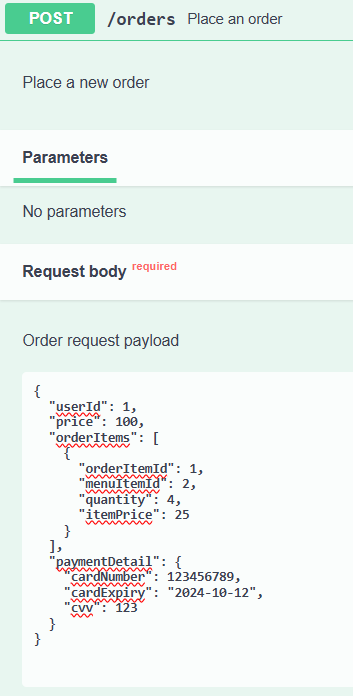 POST /orders Place an order
Place a new order
Parameters
No parameters
Request body required
Order request payload
{
  "userId": 1,
  "price": 100,
  "orderItems": [
    {
      "orderItemId": 1,
      "menuItemId": 2,
      "quantity": 4,
      "itemPrice": 25
    }
  ],
  "paymentDetail": {
    "cardNumber": 123456789,
    "cardExpiry": "2024-10-12",
    "cvv": 123
  }
}